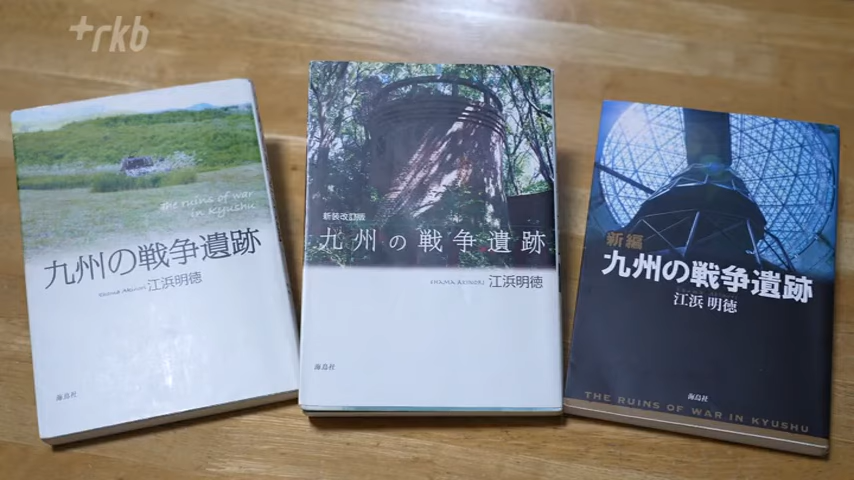 +rkb
the ruins of war
in Kyushu
九州の戦争遺跡
江浜明徳
海鳥社
新装改訂版
九州の戦争遺跡
江浜明徳
海鳥社
新編
九州の戦争遺跡
江浜 明徳
海鳥社
THE RUINS OF WAR IN KYUSHU